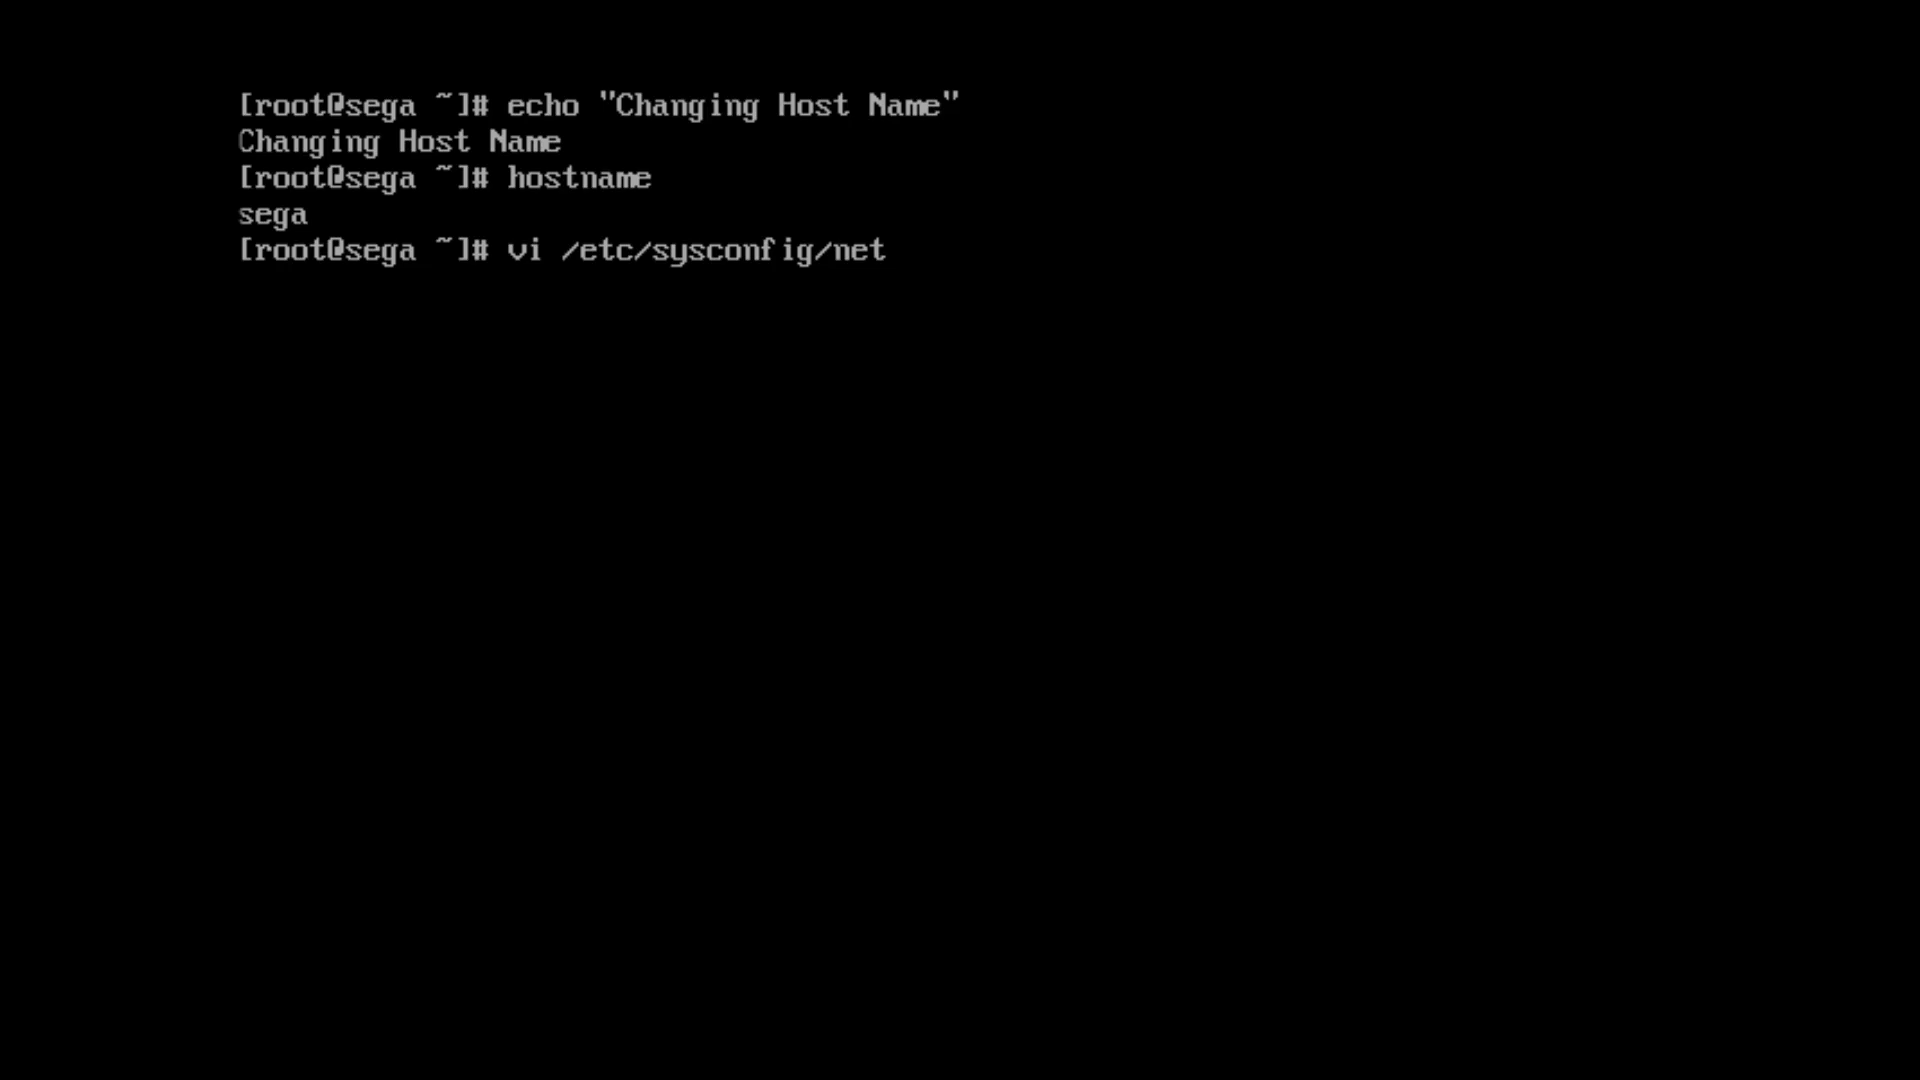 [root@sega ~]# echo "Changing Host Name"
Changing Host Name
[root@sega ~]# hostname
sega
[root@sega ~]# vi /etc/sysconfig/net